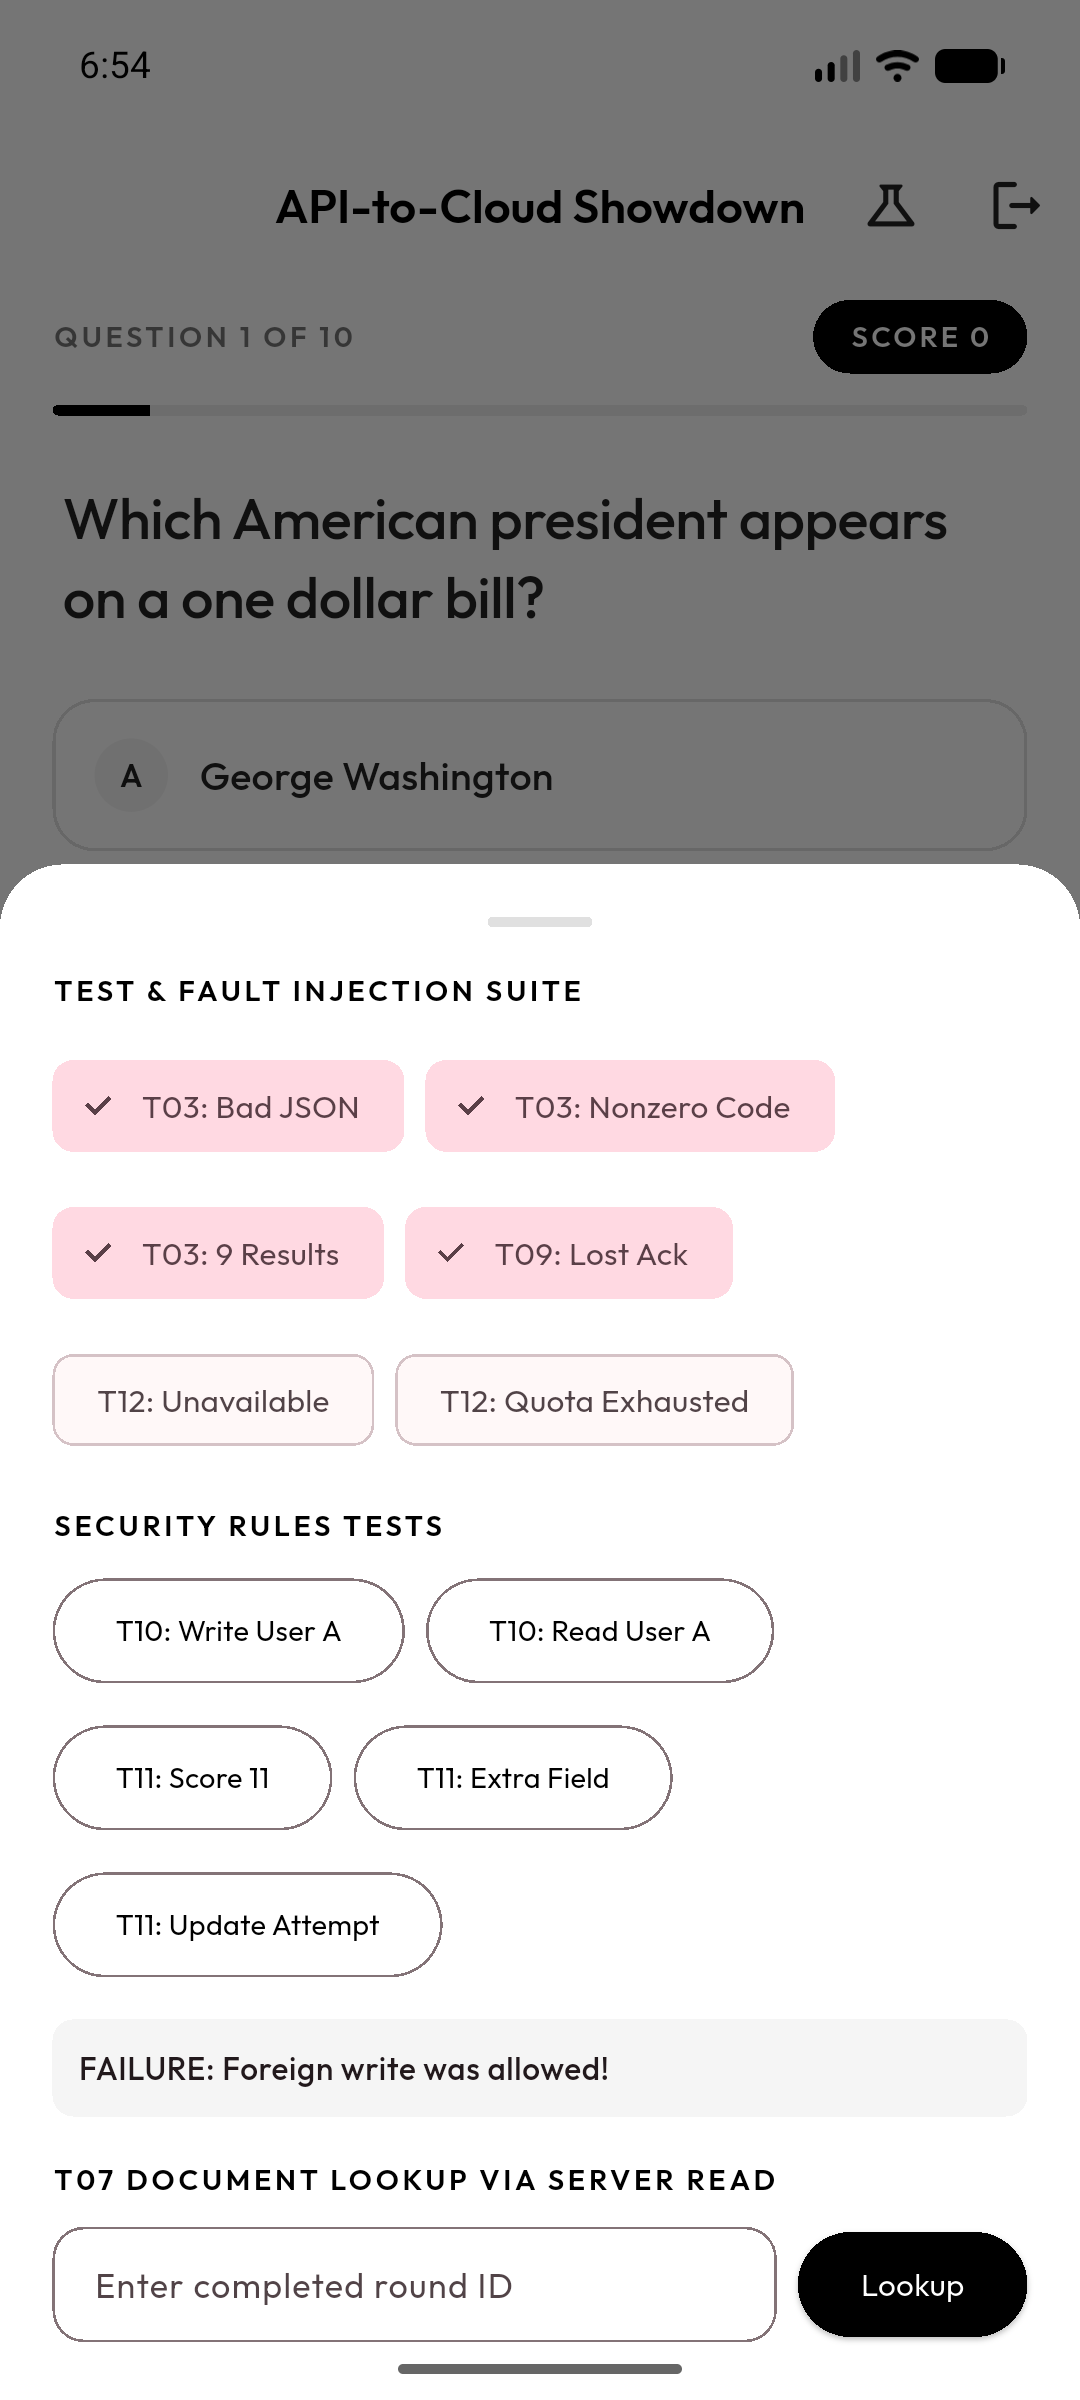 6:54
API-to-Cloud Showdown
QUESTION 1 OF 10
SCORE 0
Which American president appears
on a one dollar bill?
A George Washington
TEST & FAULT INJECTION SUITE
T03: Bad JSON
T03: Nonzero Code
T03: 9 Results
T09: Lost Ack
T12: Unavailable
T12: Quota Exhausted
SECURITY RULES TESTS
T10: Write User A
T10: Read User A
T11: Score 11
T11: Extra Field
T11: Update Attempt
FAILURE: Foreign write was allowed!
T07 DOCUMENT LOOKUP VIA SERVER READ
Enter completed round ID
Lookup